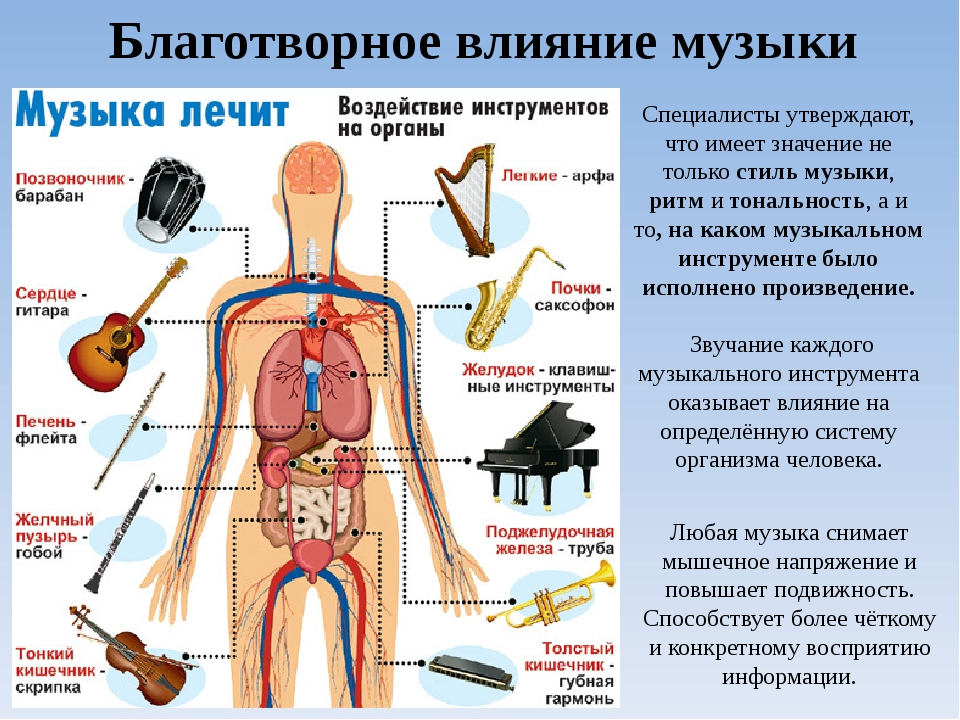 Благотворное влияние музыки
Музыка лечит
Воздействие инструментов
на органы
Позвоночник -
барабан
Сердце -
гитара
Печень -
флейта
Желчный
пузырь -
гобой
Тонкий
кишечник -
скрипка
Легкие - арфа
Почки -
саксофон
Желудок - клавиш-
ные инструменты
Поджелудочная
железа - труба
Толстый
кишечник -
губная
гармонь
Специалисты утверждают,
что имеет значение не
только стиль музыки,
ритм и тональность, а и
то, на каком музыкальном
инструменте было
исполнено произведение.
Звучание каждого
музыкального инструмента
оказывает влияние на
определённую систему
организма человека.
Любая музыка снимает
мышечное напряжение и
повышает подвижность.
Способствует более чёткому
и конкретному восприятию
информации.